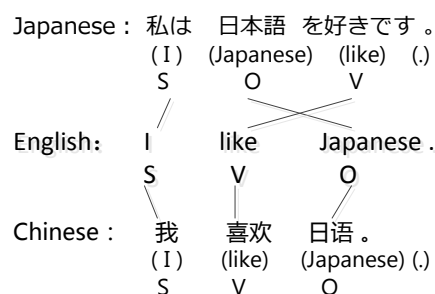 Japanese : 私は 日本語 を好きです 。
(I) (Japanese) (like) (.)
S O V
English： I like Japanese .
S V O
Chinese : 我 喜欢 日语 。
(I) (like) (Japanese) (.)
S V O